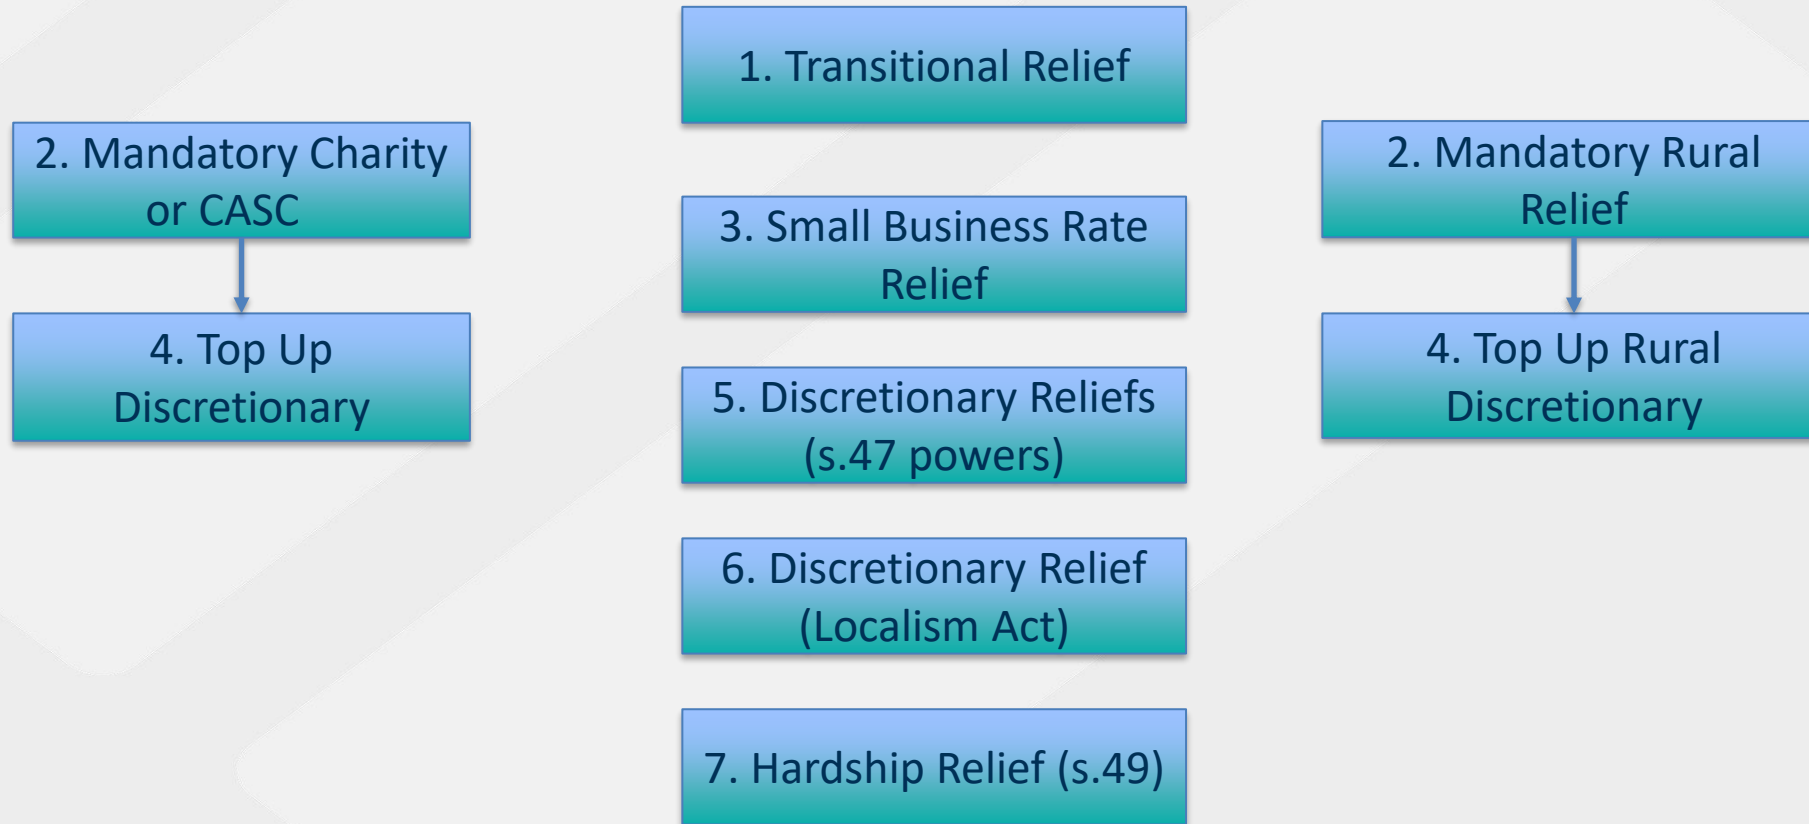 1. Transitional Relief
2. Mandatory Charity
or CASC
2. Mandatory Rural
Relief
3. Small Business Rate
Relief
4. Top Up
Discretionary
4. Top Up Rural
Discretionary
5. Discretionary Reliefs
(s.47 powers)
6. Discretionary Relief
(Localism Act)
7. Hardship Relief (s.49)